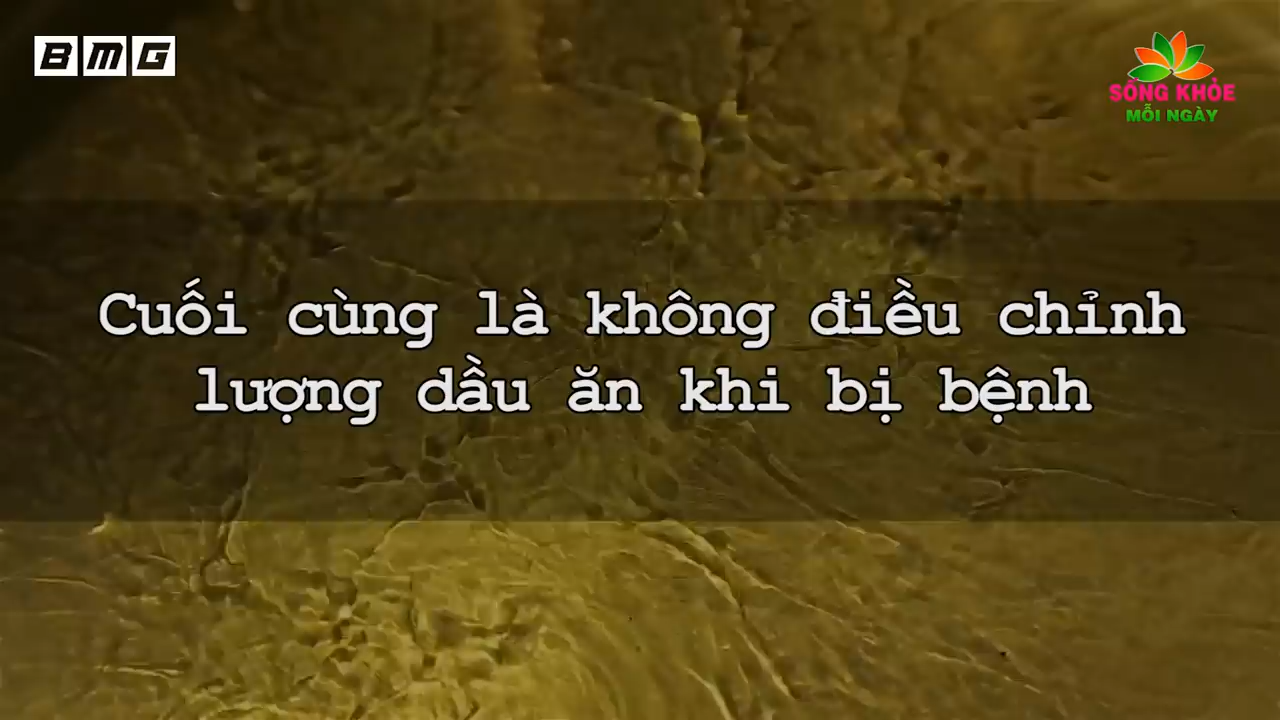 BMG
SỐNG KHỎE
MỖI NGÀY
Cuối cùng là không điều chỉnh
lượng dầu ăn khi bị bệnh